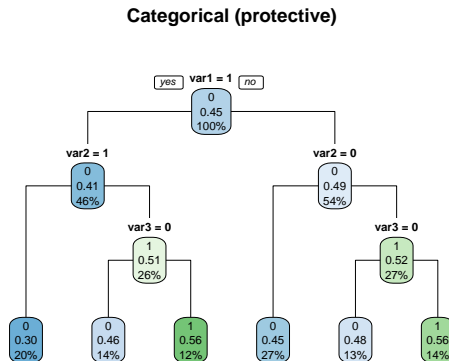 Categorical (protective)
yes var1 = 1 no
0
0.45
100%
var2 = 1 var2 = 0
0 0
0.41 0.49
46% 54%
var3 = 0 var3 = 0
1 1
0.51 0.52
26% 27%
0 0 1 0 0 1
0.30 0.46 0.56 0.45 0.48 0.56
20% 14% 12% 27% 13% 14%